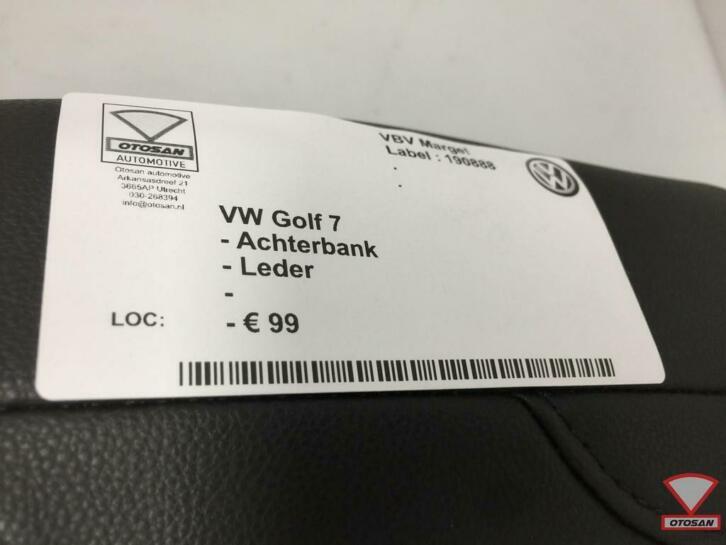 OTOSAN
AUTOMOTIVE
Otosan automotive
Arkansasdreef 21
3565AP Utrecht
030-268394
info@otosan.nl
VBV Marget
Label : 190888
VW Golf 7
- Achterbank
- Leder
-
LOC: - € 99
OTOSAN